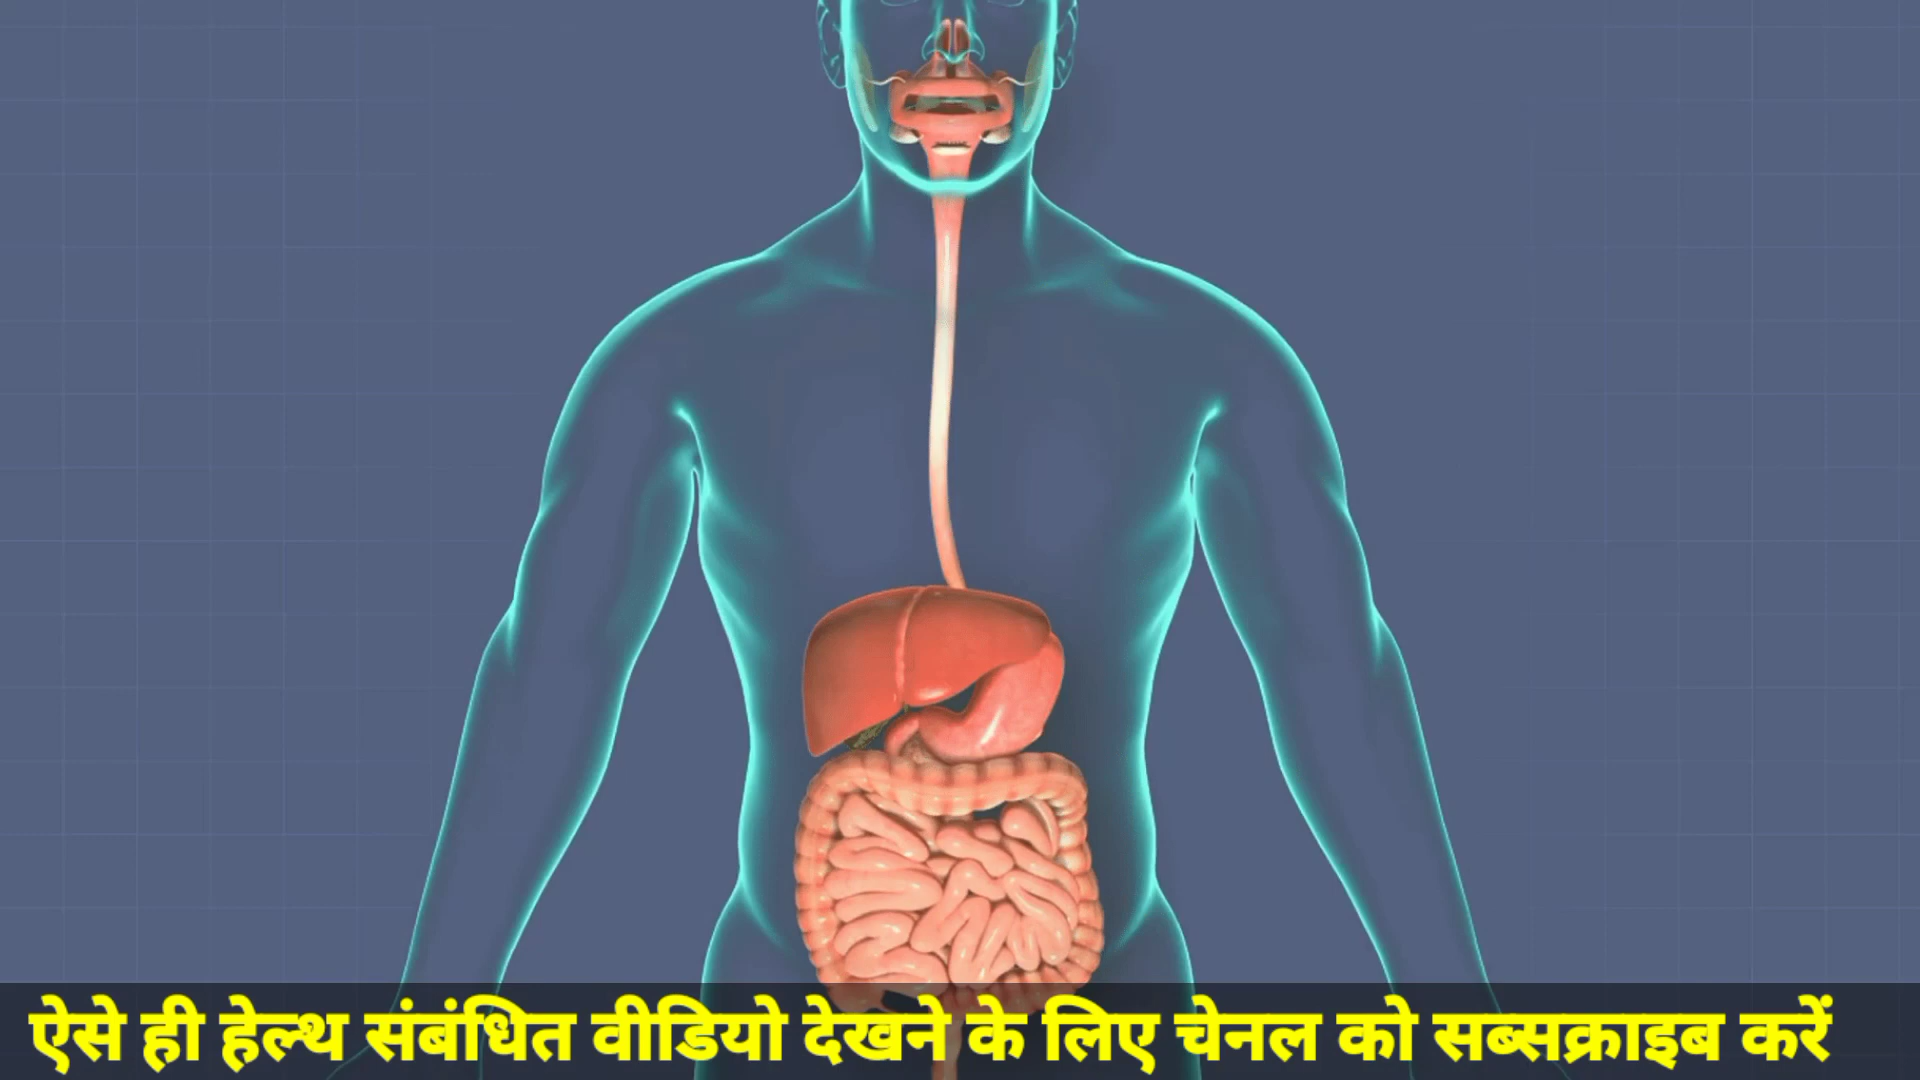 ऐसे ही हेल्थ संबंधित वीडियो देखने के लिए चेनल को सब्सक्राइब करें